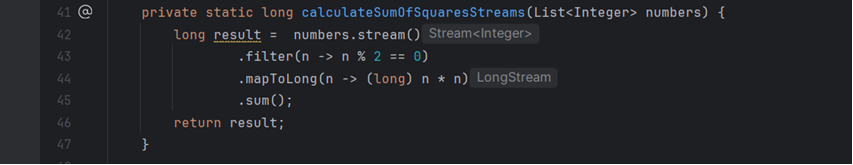 41 @ private static long calculateSumOfSquaresStreams(List<Integer> numbers) {
42 long result =  numbers.stream() Stream<Integer>
43 .filter(n -> n % 2 == 0)
44 .mapToLong(n -> (long) n * n) LongStream
45 .sum();
46 return result;
47 }